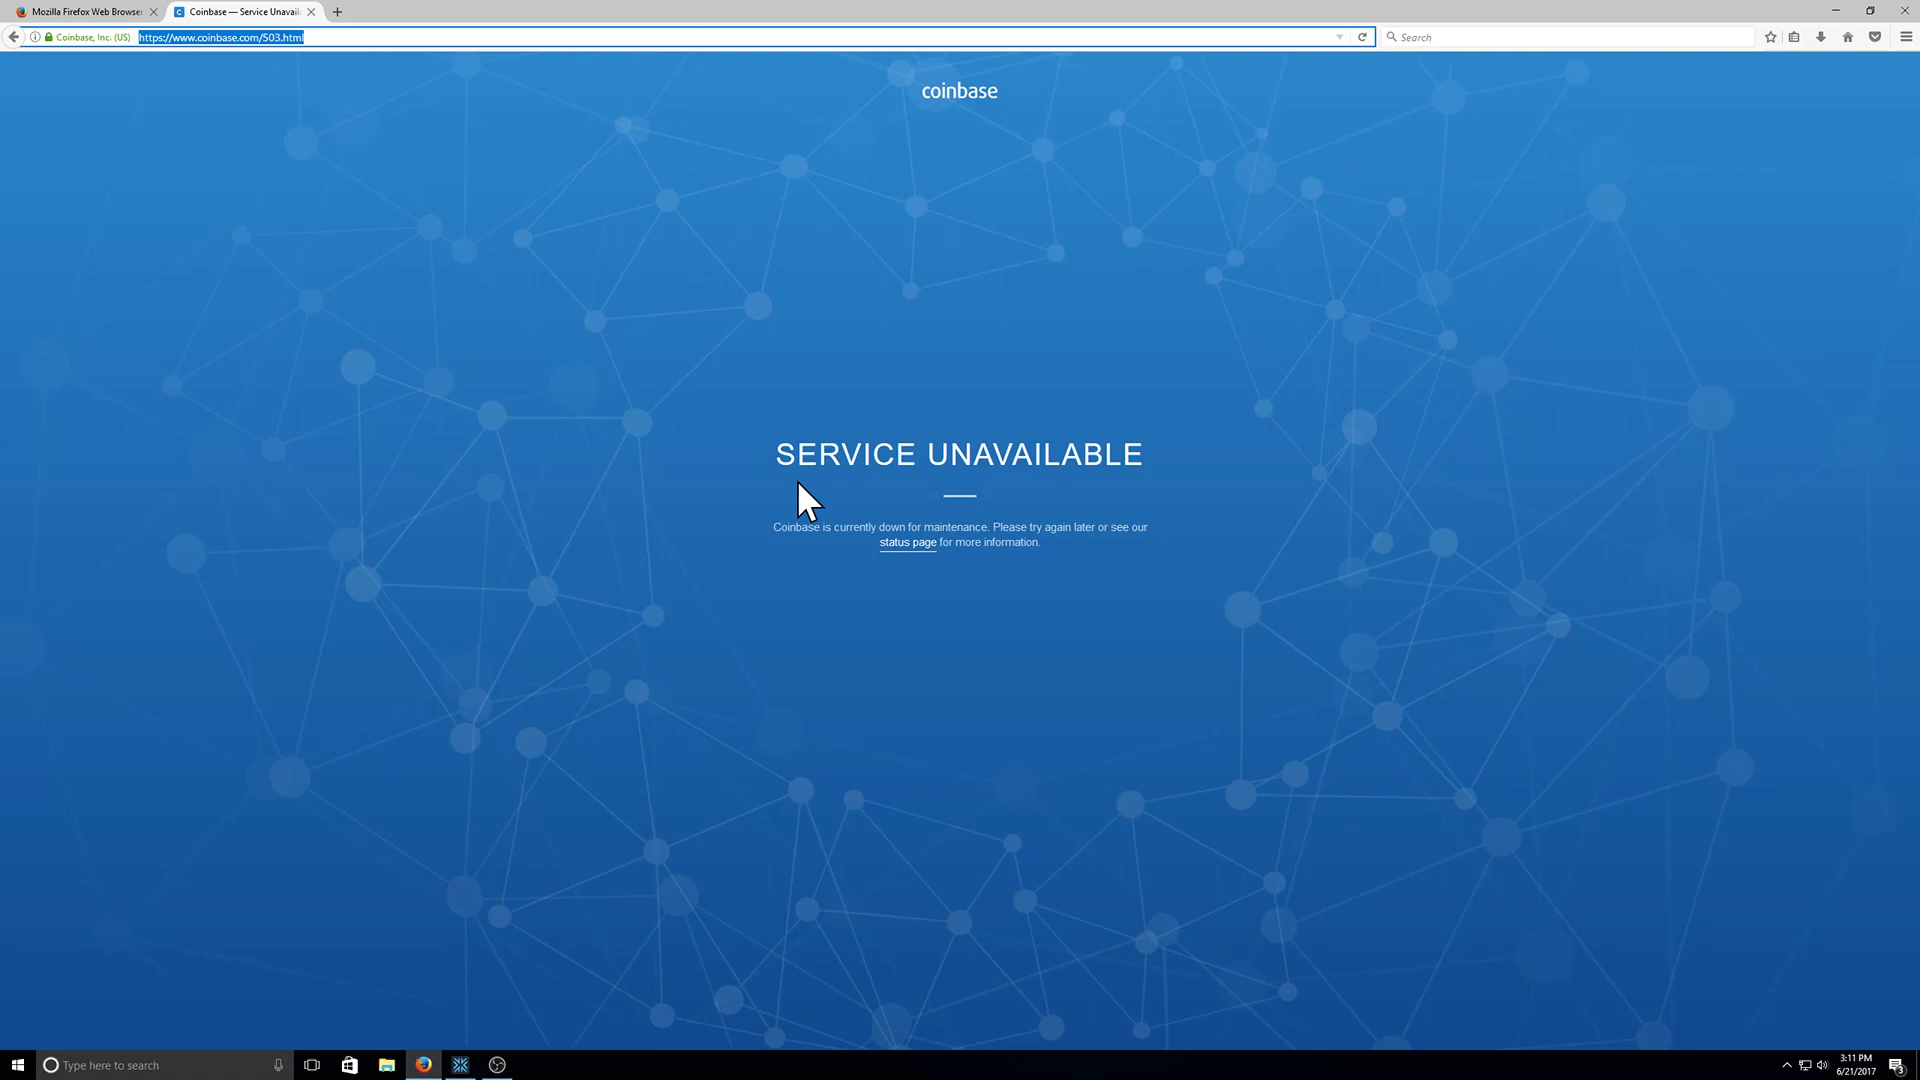 Mozilla Firefox Web Browser
Coinbase — Service Unavail
Coinbase, Inc. (US)
https://www.coinbase.com/503.html
Search
coinbase
SERVICE UNAVAILABLE
Coinbase is currently down for maintenance. Please try again later or see our
status page for more information.
Type here to search
3:11 PM
6/21/2017
3